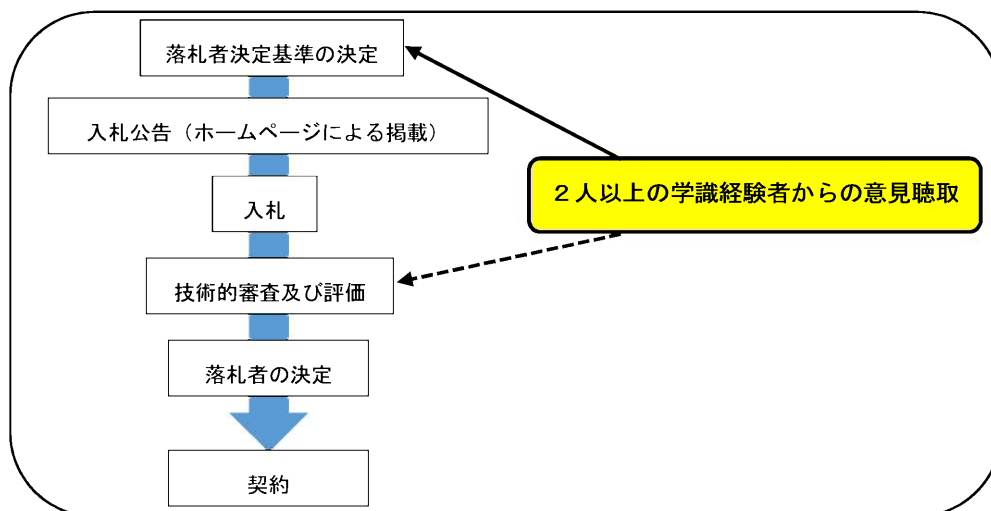 落札者決定基準の決定
入札公告（ホームページによる掲載）
２人以上の学識経験者からの意見聴取
入札
技術的審査及び評価
落札者の決定
契約